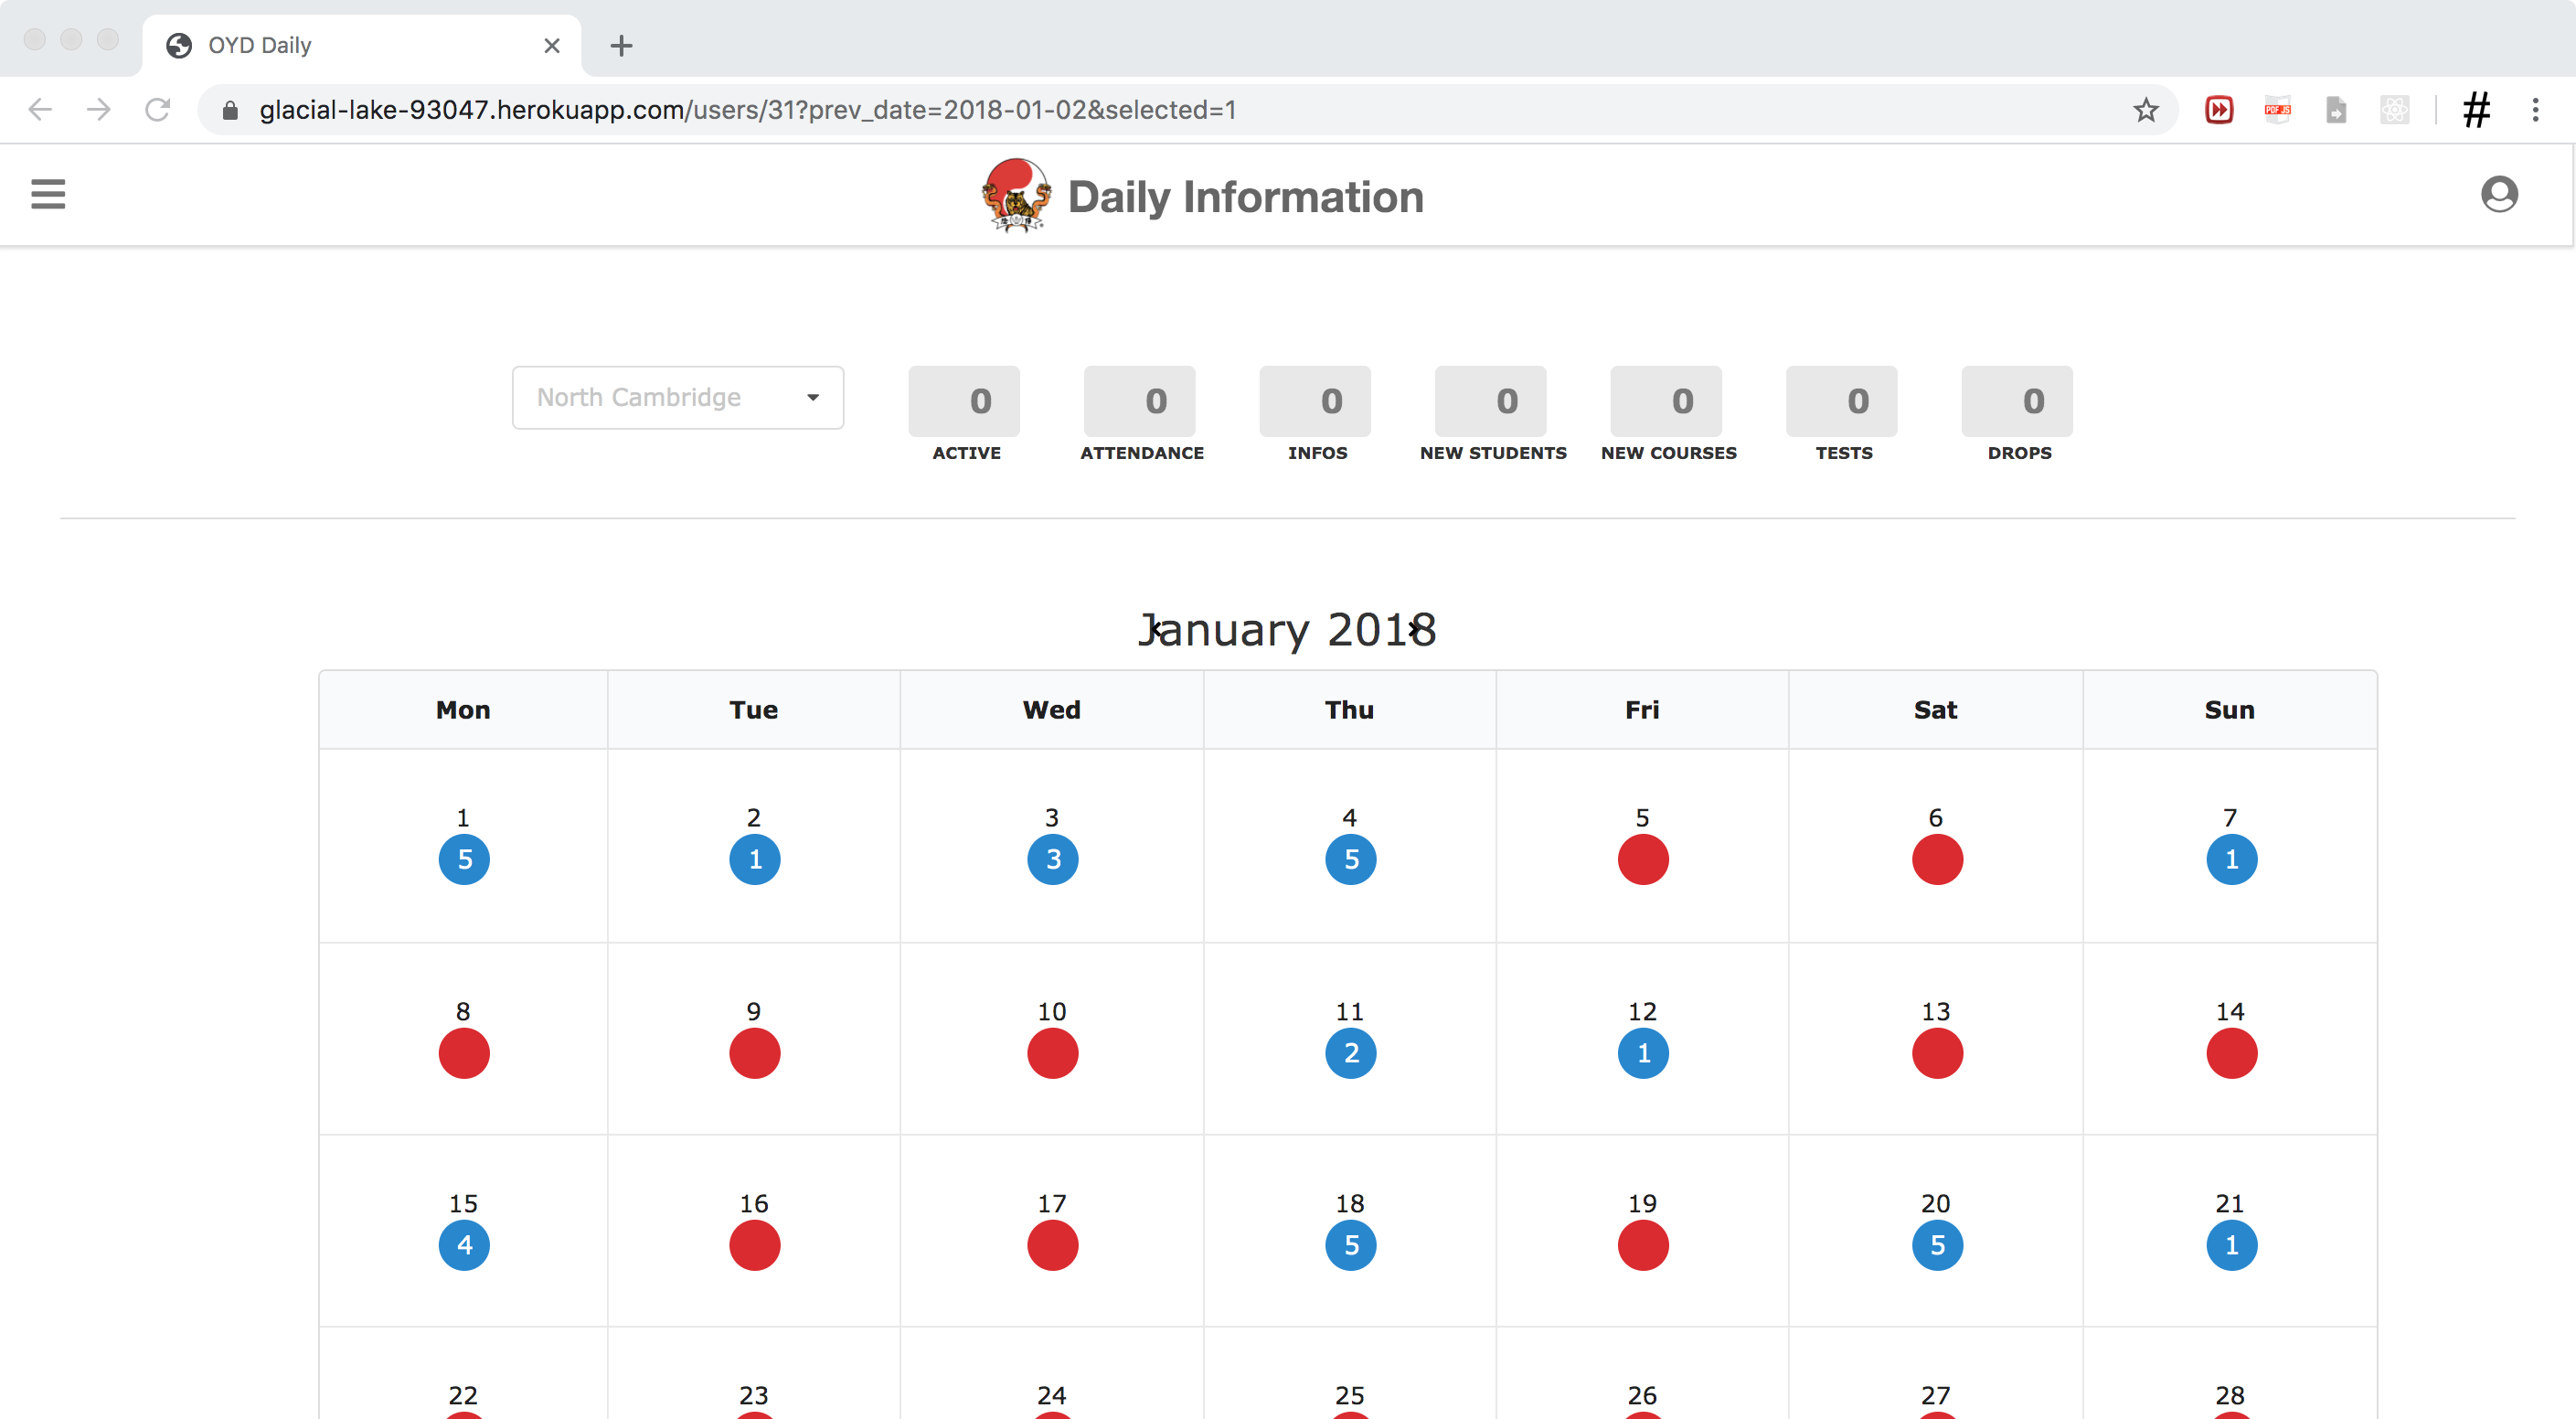 OYD Daily
glacial-lake-93047.herokuapp.com/users/31?prev_date=2018-01-02&selected=1
PDF.JS
#
Daily Information
North Cambridge
0 0 0 0 0 0 0
ACTIVE ATTENDANCE INFOS NEW STUDENTS NEW COURSES TESTS DROPS
January 2018
Mon Tue Wed Thu Fri Sat Sun
1 2 3 4 5 6 7
5 1 3 5 1
8 9 10 11 12 13 14
2 1
15 16 17 18 19 20 21
4 5 5 1
22 23 24 25 26 27 28